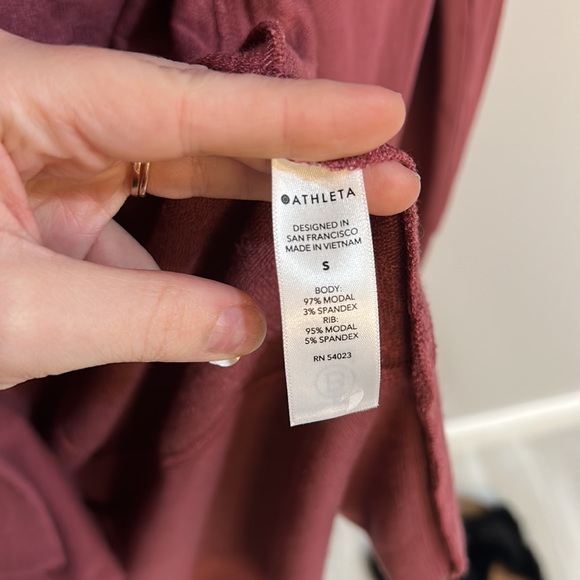 ATHLETA
DESIGNED IN
SAN FRANCISCO
MADE IN VIETNAM
S
BODY:
97% MODAL
3% SPANDEX
RIB:
95% MODAL
5% SPANDEX
RN 54023